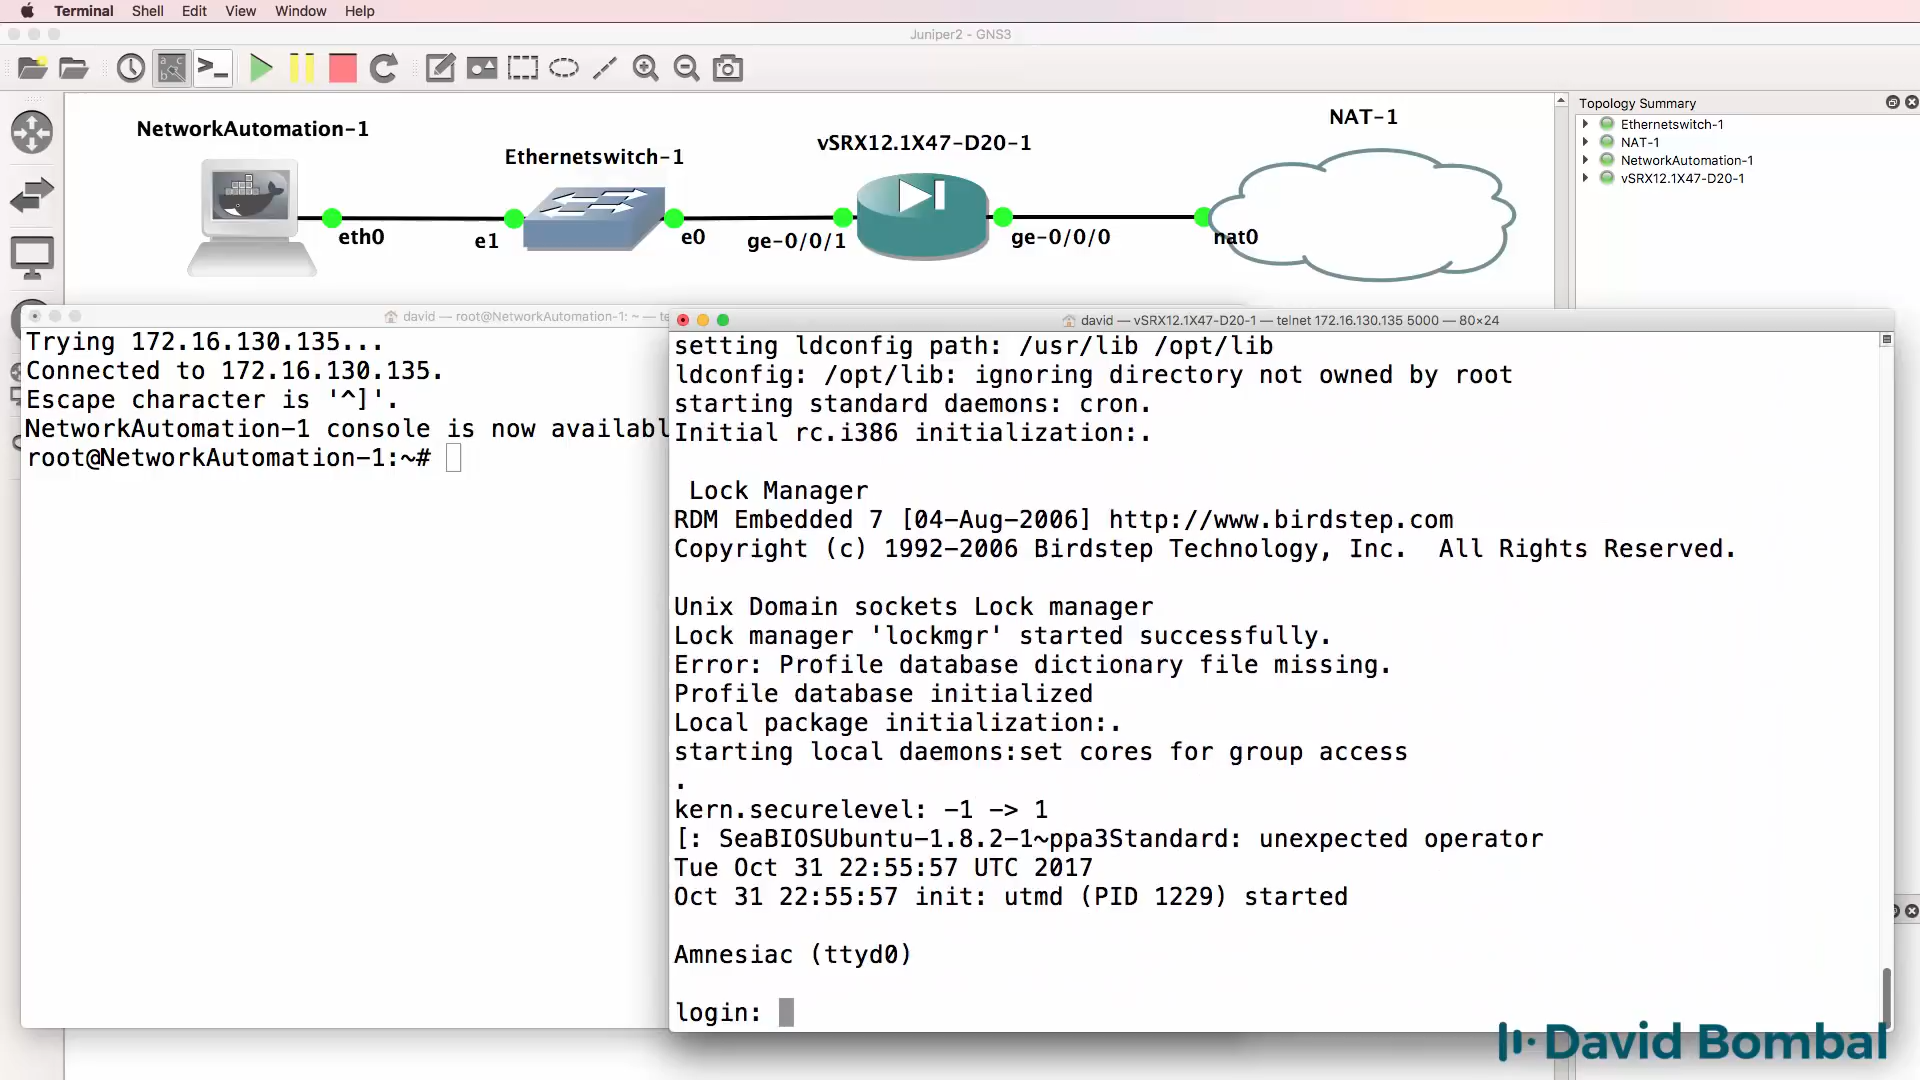 Terminal Shell Edit View Window Help
Juniper2 - GNS3
NetworkAutomation-1
Ethernetswitch-1
vSRX12.1X47-D20-1
NAT-1
eth0
e1
e0
ge-0/0/1
ge-0/0/0
nat0
Topology Summary
Ethernetswitch-1
NAT-1
NetworkAutomation-1
vSRX12.1X47-D20-1
david — root@NetworkAutomation-1: ~ — te
Trying 172.16.130.135...
Connected to 172.16.130.135.
Escape character is '^]'.
NetworkAutomation-1 console is now availabl
root@NetworkAutomation-1:~#
david — vSRX12.1X47-D20-1 — telnet 172.16.130.135 5000 — 80×24
setting ldconfig path: /usr/lib /opt/lib
ldconfig: /opt/lib: ignoring directory not owned by root
starting standard daemons: cron.
Initial rc.i386 initialization:.
Lock Manager
RDM Embedded 7 [04-Aug-2006] http://www.birdstep.com
Copyright (c) 1992-2006 Birdstep Technology, Inc.  All Rights Reserved.
Unix Domain sockets Lock manager
Lock manager 'lockmgr' started successfully.
Error: Profile database dictionary file missing.
Profile database initialized
Local package initialization:.
starting local daemons:set cores for group access
.
kern.securelevel: -1 -> 1
[: SeaBIOSUbuntu-1.8.2-1~ppa3Standard: unexpected operator
Tue Oct 31 22:55:57 UTC 2017
Oct 31 22:55:57 init: utmd (PID 1229) started
Amnesiac (ttyd0)
login:
David Bombal